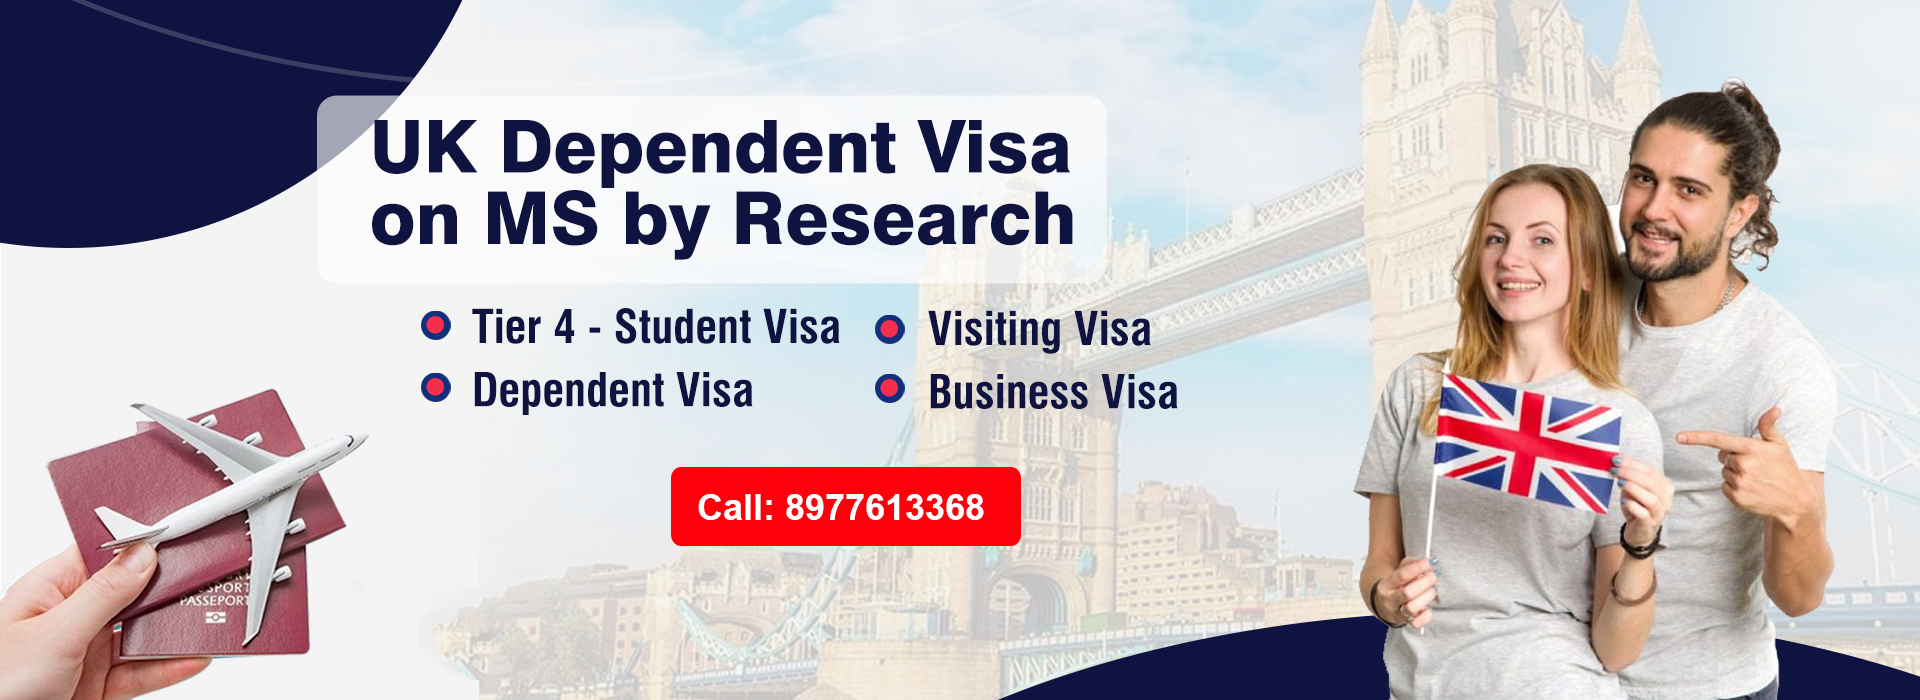 UK Dependent Visa
on MS by Research
Tier 4 - Student Visa
Visiting Visa
Dependent Visa
Business Visa
Call: 8977613368
PASSEPORT